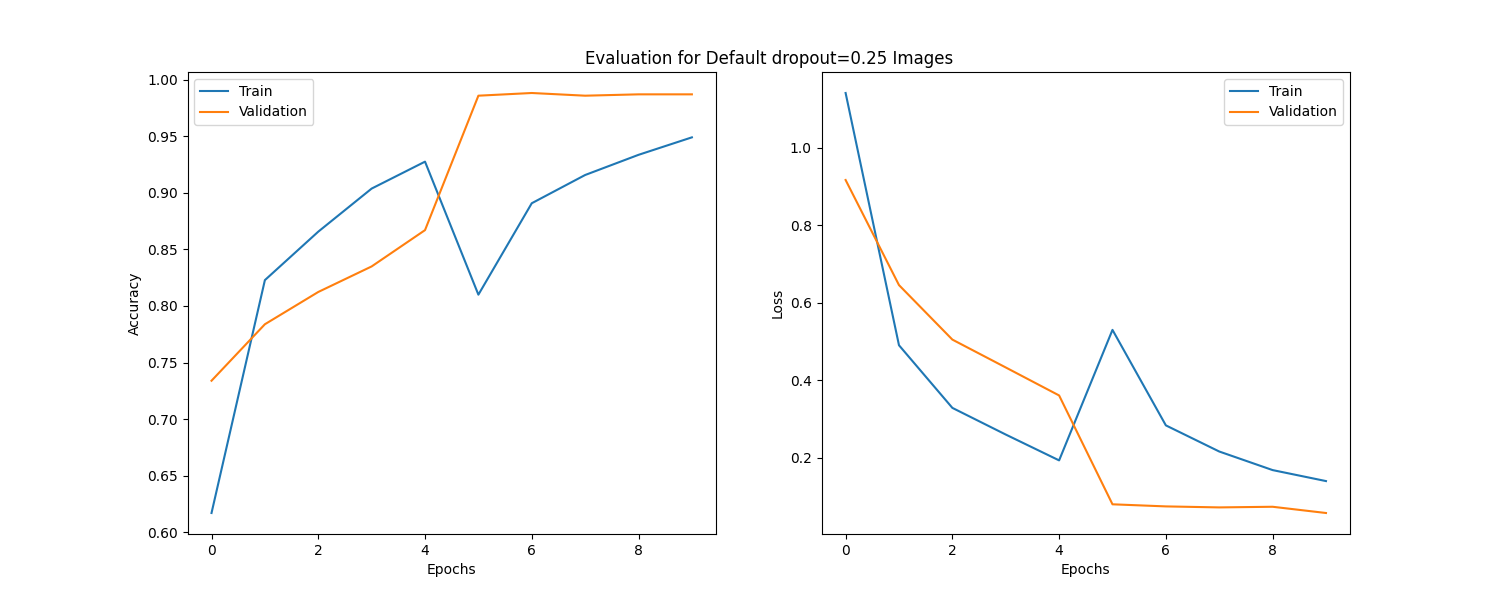 Evaluation for Default dropout=0.25 Images
1.00
0.95
0.90
0.85
0.80
0.75
0.70
0.65
0.60
Accuracy
Train
Validation
0
2
4
6
8
Epochs
1.0
0.8
0.6
0.4
0.2
Loss
Train
Validation
0
2
4
6
8
Epochs